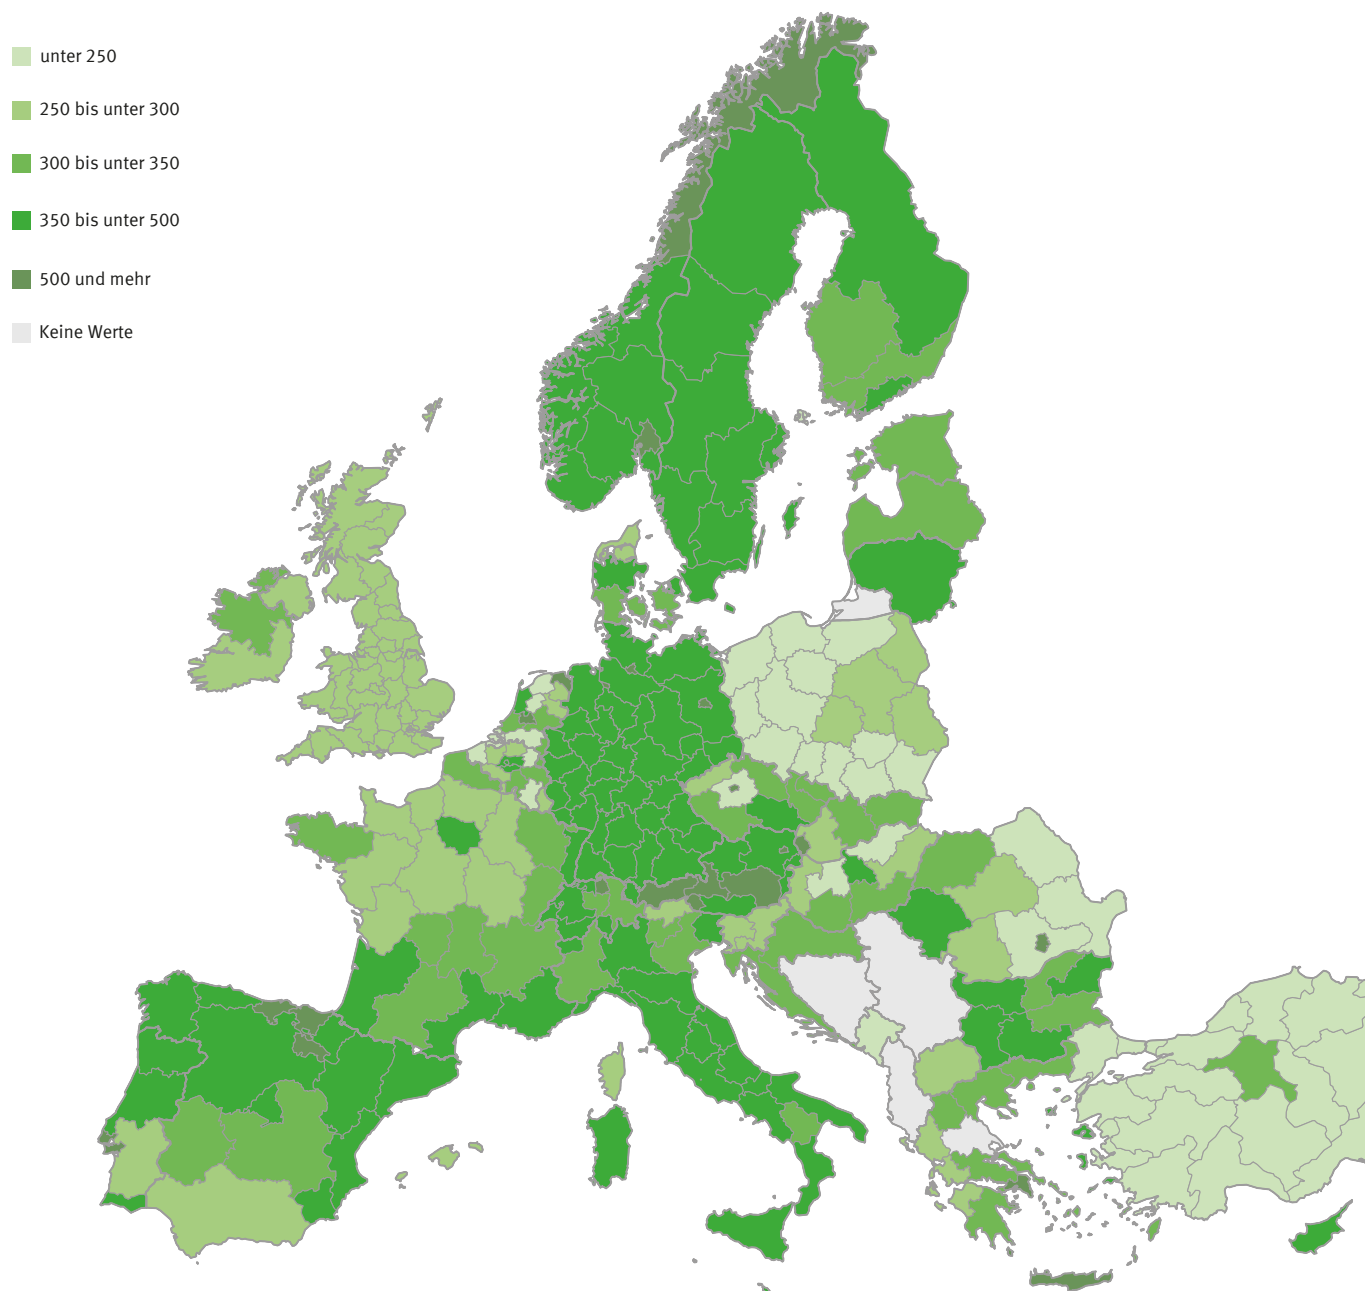 unter 250
250 bis unter 300
300 bis unter 350
350 bis unter 500
500 und mehr
Keine Werte